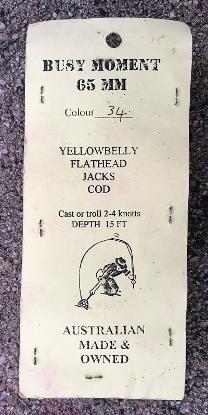 BUSY MOMENT
65 MM
Colour 34
YELLOWBELLY
FLATHEAD
JACKS
COD
Cast or troll 2-4 knotts
DEPTH 15 FT
AUSTRALIAN
MADE &
OWNED